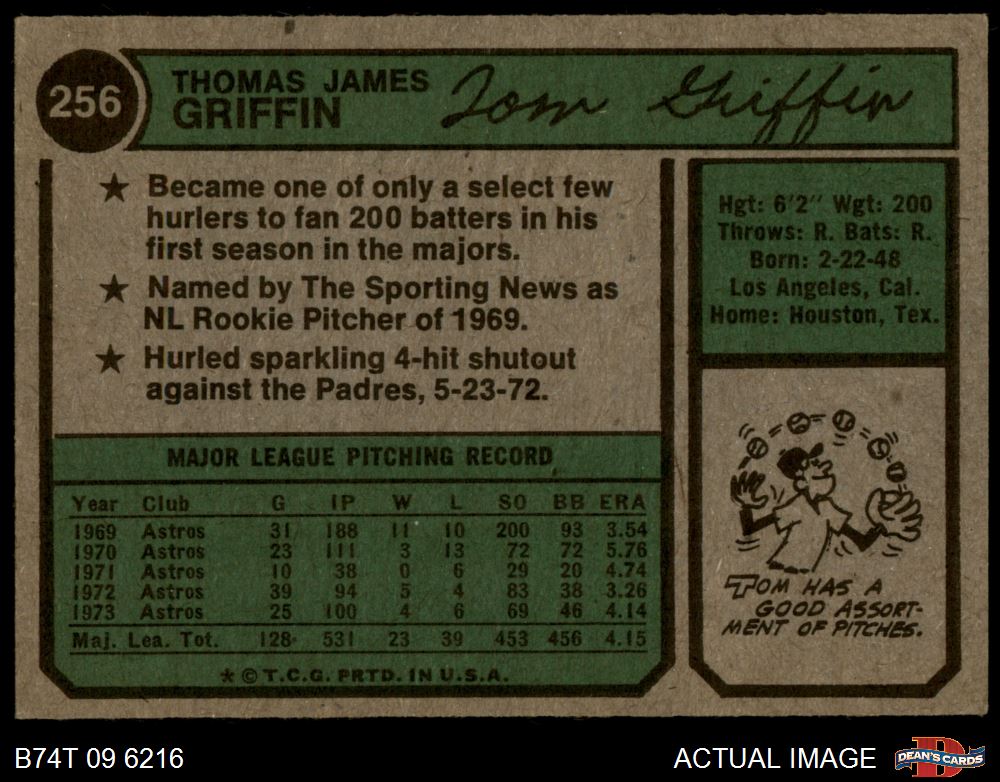 256
THOMAS JAMES
GRIFFIN
Tom Griffin
★ Became one of only a select few
hurlers to fan 200 batters in his
first season in the majors.
★ Named by The Sporting News as
NL Rookie Pitcher of 1969.
★ Hurled sparkling 4-hit shutout
against the Padres, 5-23-72.
Hgt: 6'2" Wgt: 200
Throws: R. Bats: R.
Born: 2-22-48
Los Angeles, Cal.
Home: Houston, Tex.
MAJOR LEAGUE PITCHING RECORD
Year Club G IP W L SO BB ERA
1969 Astros 31 188 11 10 200 93 3.54
1970 Astros 23 111 3 13 72 72 5.76
1971 Astros 10 38 0 6 29 20 4.74
1972 Astros 39 94 5 4 83 38 3.26
1973 Astros 25 100 4 6 69 46 4.14
Maj. Lea. Tot. 128 531 23 39 453 456 4.15
* © T.C.G. PRTD. IN U.S.A.
TOM HAS A
GOOD ASSORT-
MENT OF PITCHES.
B74T 09 6216
ACTUAL IMAGE
DEAN'S CARDS